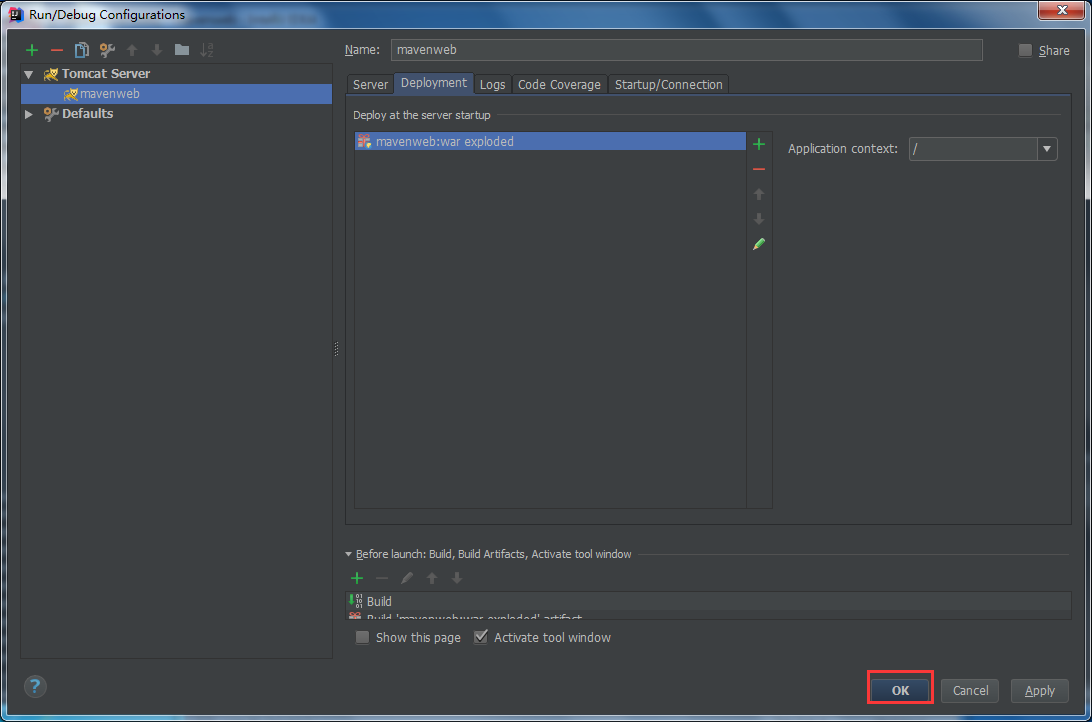 Run/Debug Configurations
Name: mavenweb
Share
Tomcat Server
mavenweb
Defaults
Server Deployment Logs Code Coverage Startup/Connection
Deploy at the server startup
mavenweb:war exploded
Application context: /
Before launch: Build, Build Artifacts, Activate tool window
Build
Build 'mavenweb:war exploded' artifact
Show this page Activate tool window
?
OK Cancel Apply